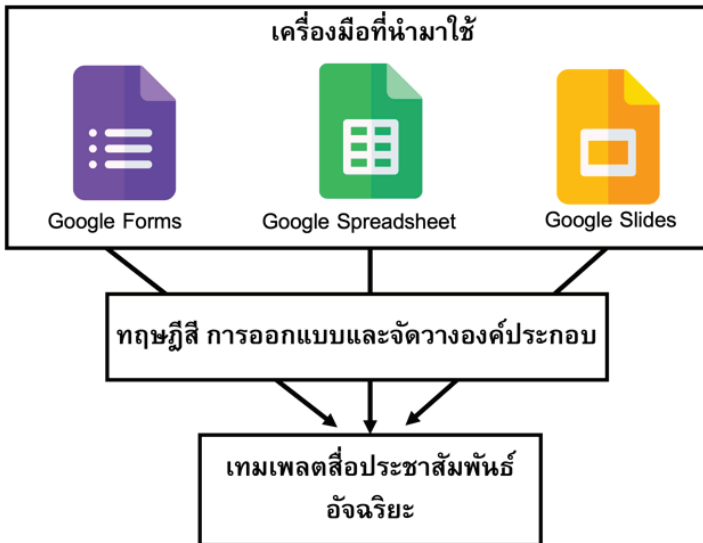 เครื่องมือที่นำมาใช้
Google Forms
Google Spreadsheet
Google Slides
ทฤษฎีสี การออกแบบและจัดวางองค์ประกอบ
เทมเพลตสื่อประชาสัมพันธ์
อัจฉริยะ